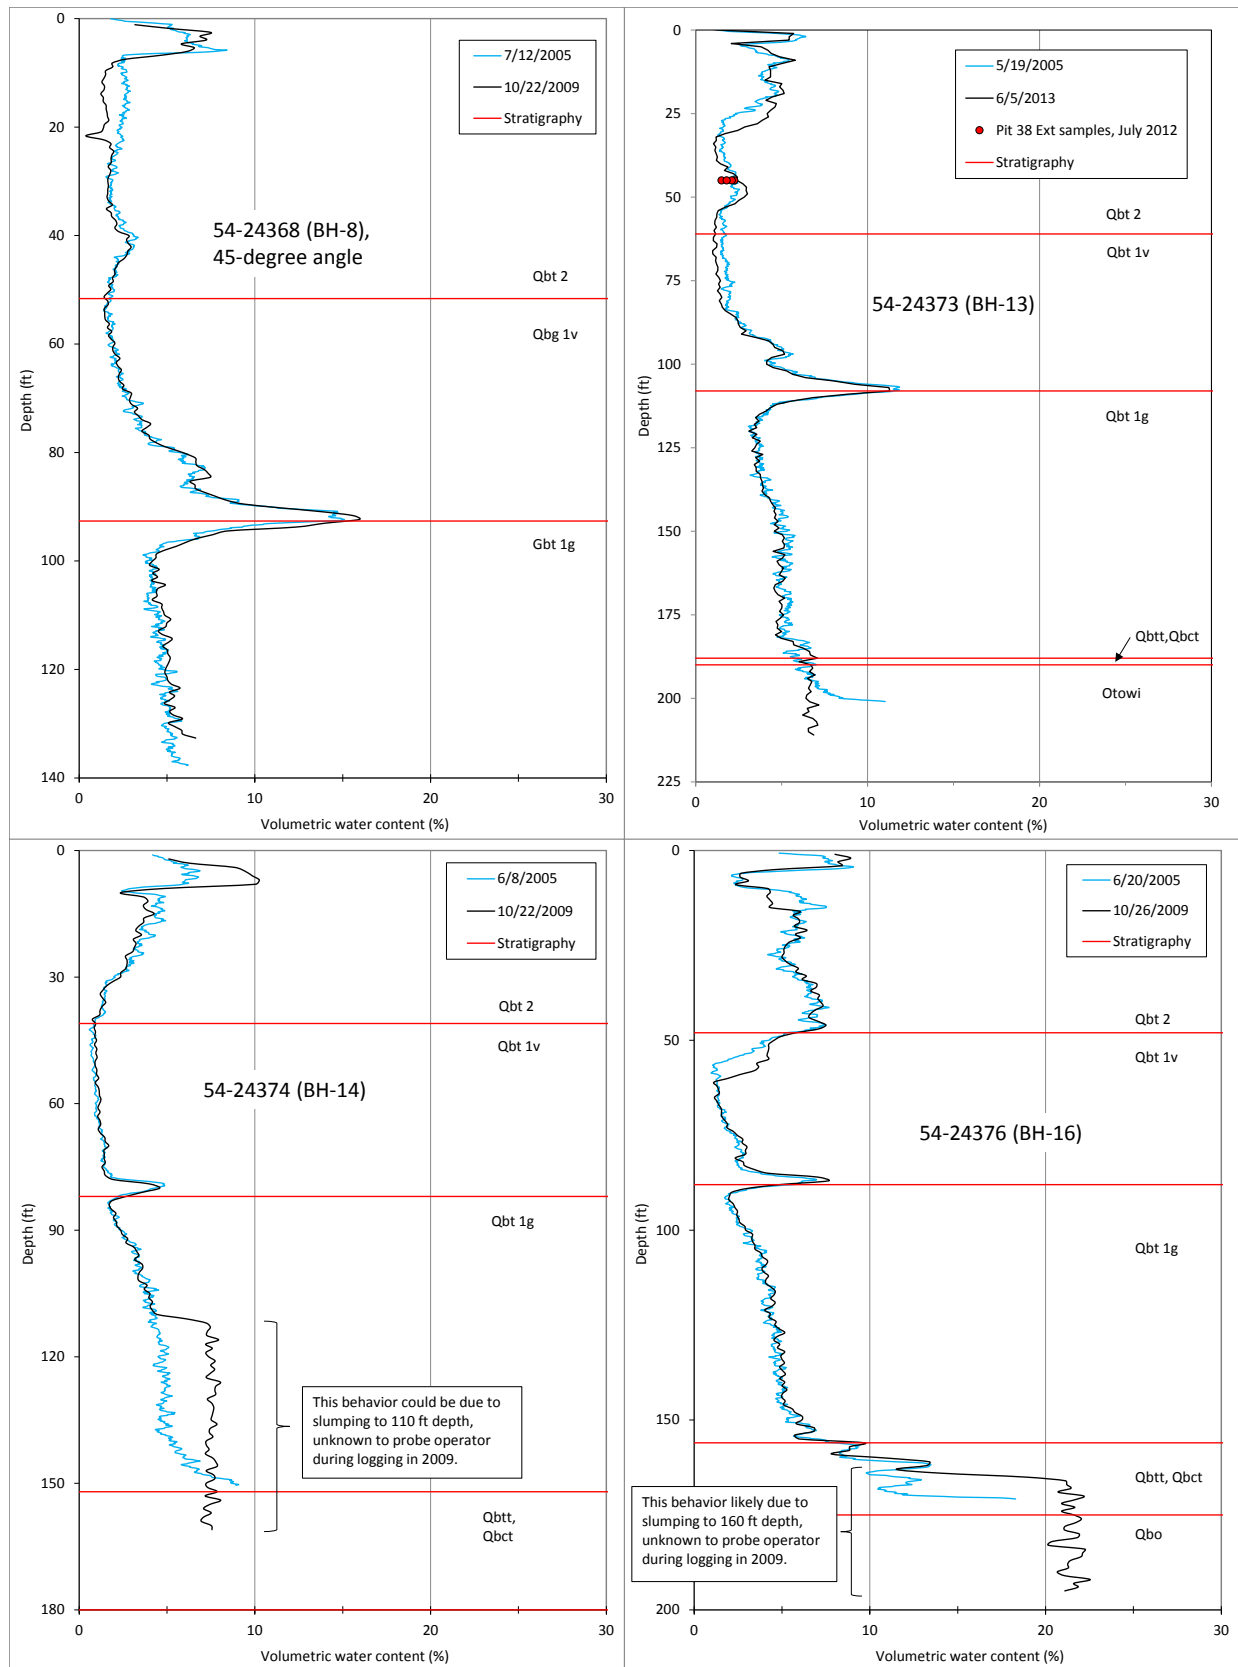 0
20
40
60
80
100
120
140
Depth (ft)
7/12/2005
10/22/2009
Stratigraphy
54-24368 (BH-8),
45-degree angle
Qbt 2
Qbg 1v
Gbt 1g
0
10
20
30
Volumetric water content (%)
0
25
50
75
100
125
150
175
200
225
Depth (ft)
5/19/2005
6/5/2013
Pit 38 Ext samples, July 2012
Stratigraphy
Qbt 2
Qbt 1v
54-24373 (BH-13)
Qbt 1g
Qbtt,Qbct
Otowi
0
10
20
30
Volumetric water content (%)
0
30
60
90
120
150
180
Depth (ft)
6/8/2005
10/22/2009
Stratigraphy
Qbt 2
Qbt 1v
54-24374 (BH-14)
Qbt 1g
This behavior could be due to
slumping to 110 ft depth,
unknown to probe operator
during logging in 2009.
Qbtt,
Qbct
0
10
20
30
Volumetric water content (%)
0
50
100
150
200
Depth (ft)
6/20/2005
10/26/2009
Stratigraphy
Qbt 2
Qbt 1v
54-24376 (BH-16)
Qbt 1g
Qbtt, Qbct
This behavior likely due to
slumping to 160 ft depth,
unknown to probe operator
during logging in 2009.
Qbo
0
10
20
30
Volumetric water content (%)